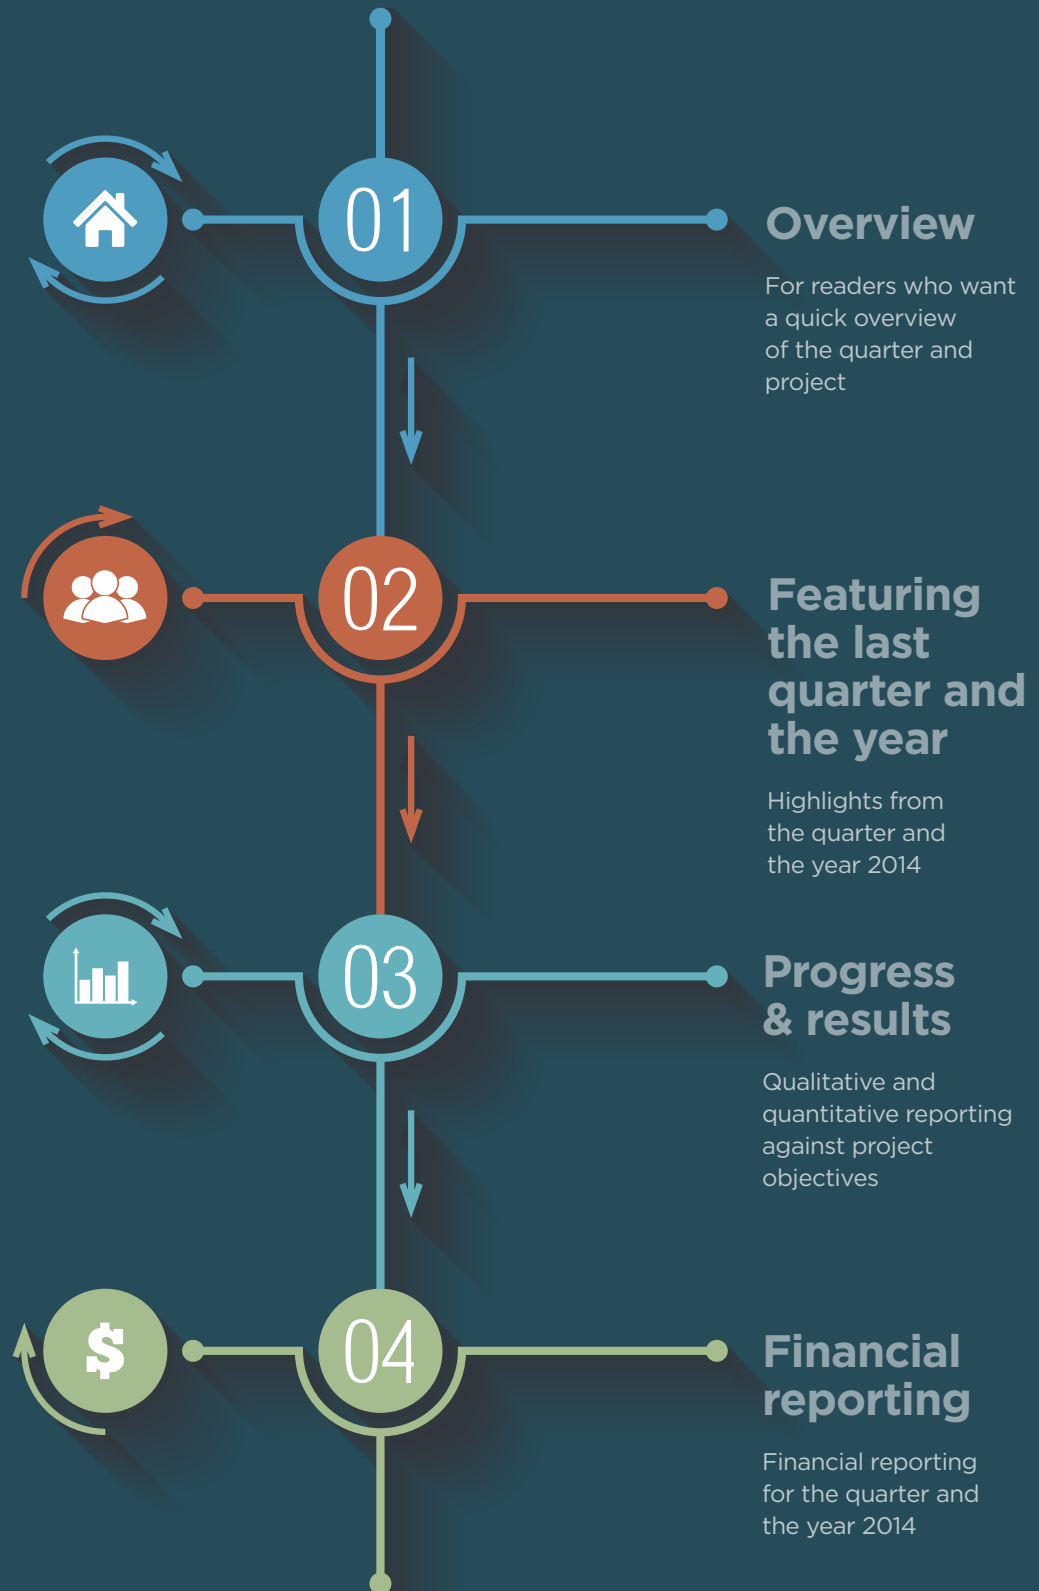 01
Overview
For readers who want
a quick overview
of the quarter and
project
02
Featuring
the last
quarter and
the year
Highlights from
the quarter and
the year 2014
03
Progress
& results
Qualitative and
quantitative reporting
against project
objectives
$
04
Financial
reporting
Financial reporting
for the quarter and
the year 2014